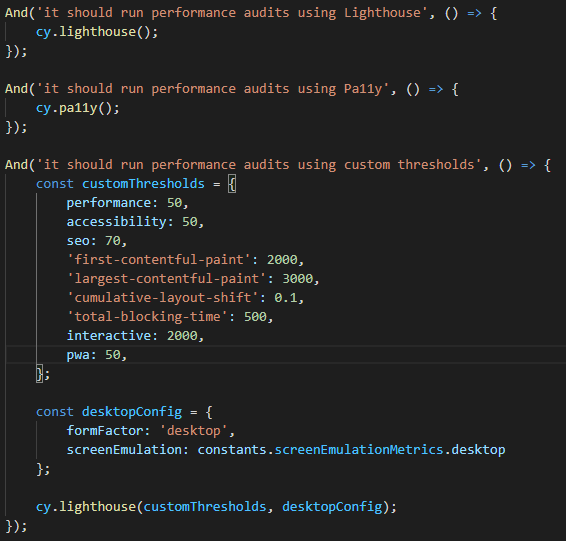 And('it should run performance audits using Lighthouse', () => {
cy.lighthouse();
});
And('it should run performance audits using Pa11y', () => {
cy.pa11y();
});
And('it should run performance audits using custom thresholds', () => {
const customThresholds = {
performance: 50,
accessibility: 50,
seo: 70,
'first-contentful-paint': 2000,
'largest-contentful-paint': 3000,
'cumulative-layout-shift': 0.1,
'total-blocking-time': 500,
interactive: 2000,
pwa: 50,
};
const desktopConfig = {
formFactor: 'desktop',
screenEmulation: constants.screenEmulationMetrics.desktop
};
cy.lighthouse(customThresholds, desktopConfig);
});